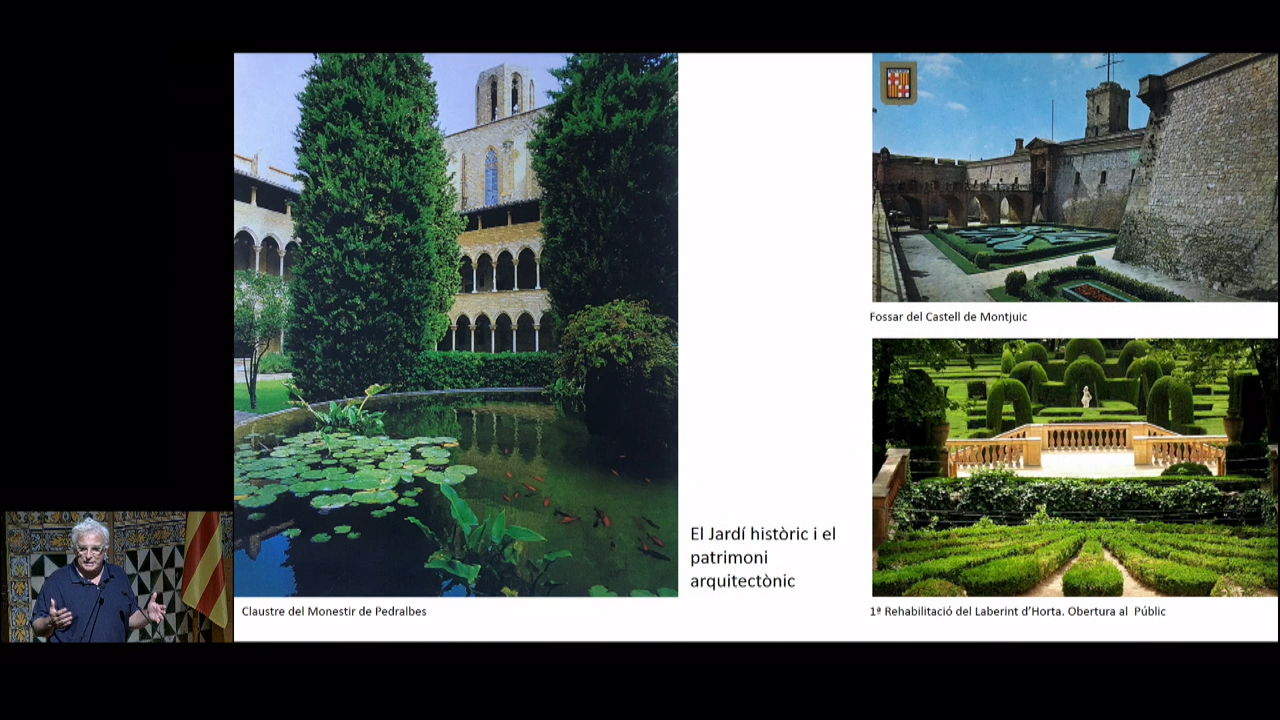 Fossar del Castell de Montjuic
El Jardí històric i el
patrimoni
arquitectònic
Claustre del Monestir de Pedralbes
1ª Rehabilitació del Laberint d'Horta. Obertura al Públic